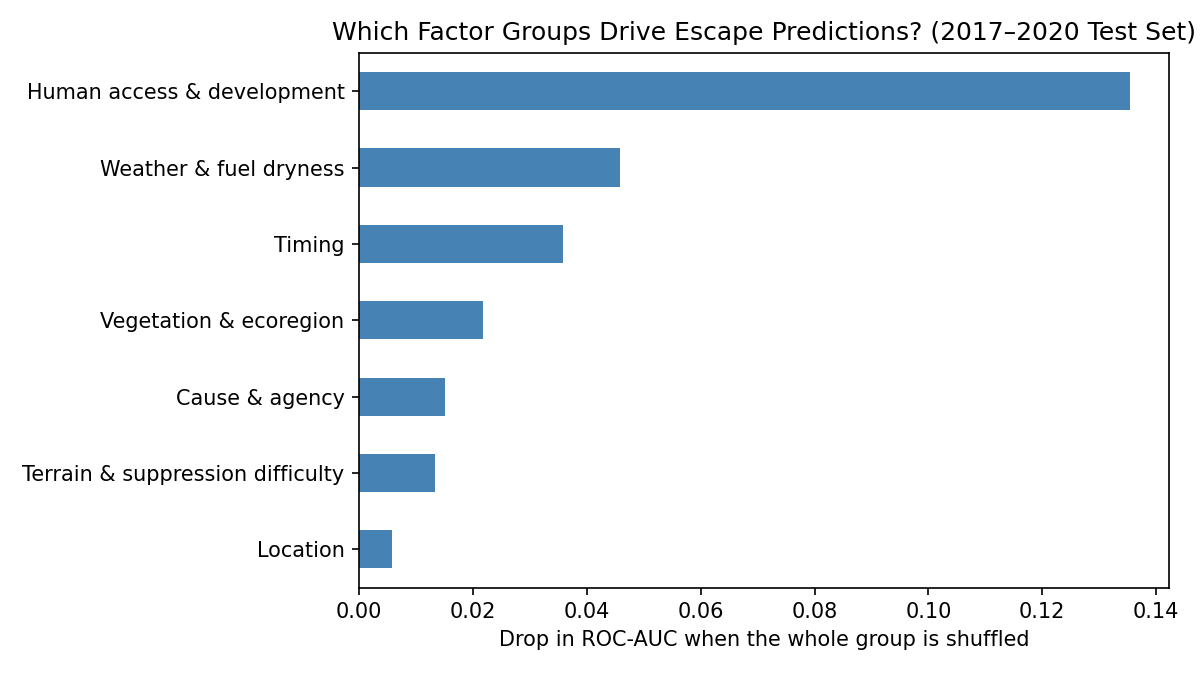 Which Factor Groups Drive Escape Predictions? (2017–2020 Test Set)
Human access & development
Weather & fuel dryness
Timing
Vegetation & ecoregion
Cause & agency
Terrain & suppression difficulty
Location
0.00 0.02 0.04 0.06 0.08 0.10 0.12 0.14
Drop in ROC-AUC when the whole group is shuffled